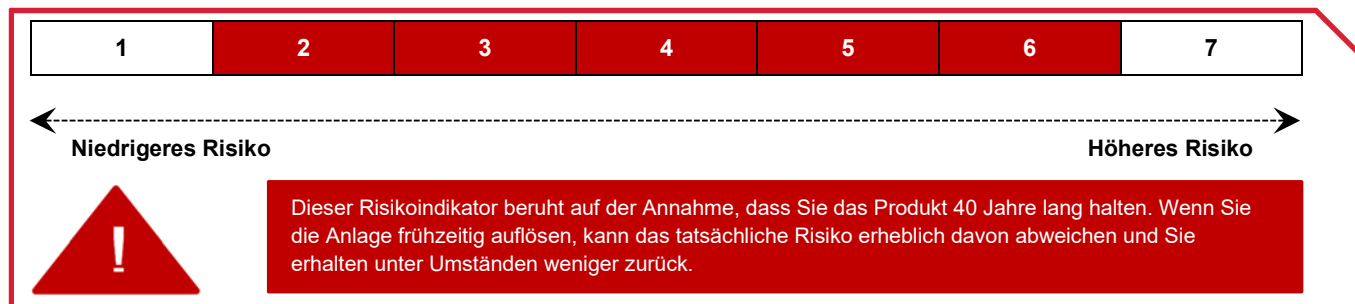 1 2 3 4 5 6 7
Niedrigeres Risiko Höheres Risiko
!
Dieser Risikoindikator beruht auf der Annahme, dass Sie das Produkt 40 Jahre lang halten. Wenn Sie
die Anlage frühzeitig auflösen, kann das tatsächliche Risiko erheblich davon abweichen und Sie
erhalten unter Umständen weniger zurück.